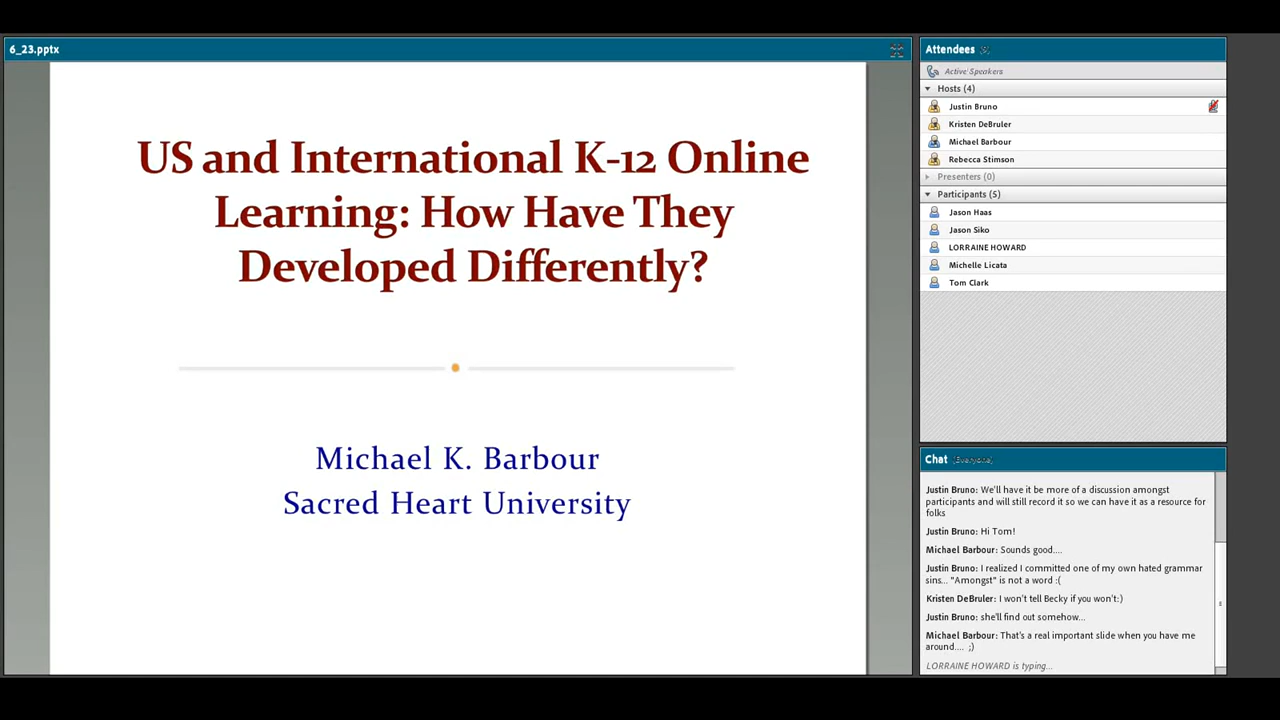 6_23.pptx
US and International K-12 Online
Learning: How Have They
Developed Differently?
Michael K. Barbour
Sacred Heart University
Attendees
Active Speakers
Hosts (4)
Justin Bruno
Kristen DeBruler
Michael Barbour
Rebecca Stimson
Presenters (0)
Participants (5)
Jason Haas
Jason Siko
LORRAINE HOWARD
Michelle Licata
Tom Clark
Chat (Everyone)
Justin Bruno: We'll have it be more of a discussion amongst
participants and will still record it so we can have it as a resource for
folks
Justin Bruno: Hi Tom!
Michael Barbour: Sounds good....
Justin Bruno: I realized I committed one of my own hated grammar
sins... "Amongst" is not a word :(
Kristen DeBruler: I won't tell Becky if you won't:)
Justin Bruno: she'll find out somehow...
Michael Barbour: That's a real important slide when you have me
around.... ;)
LORRAINE HOWARD is typing...